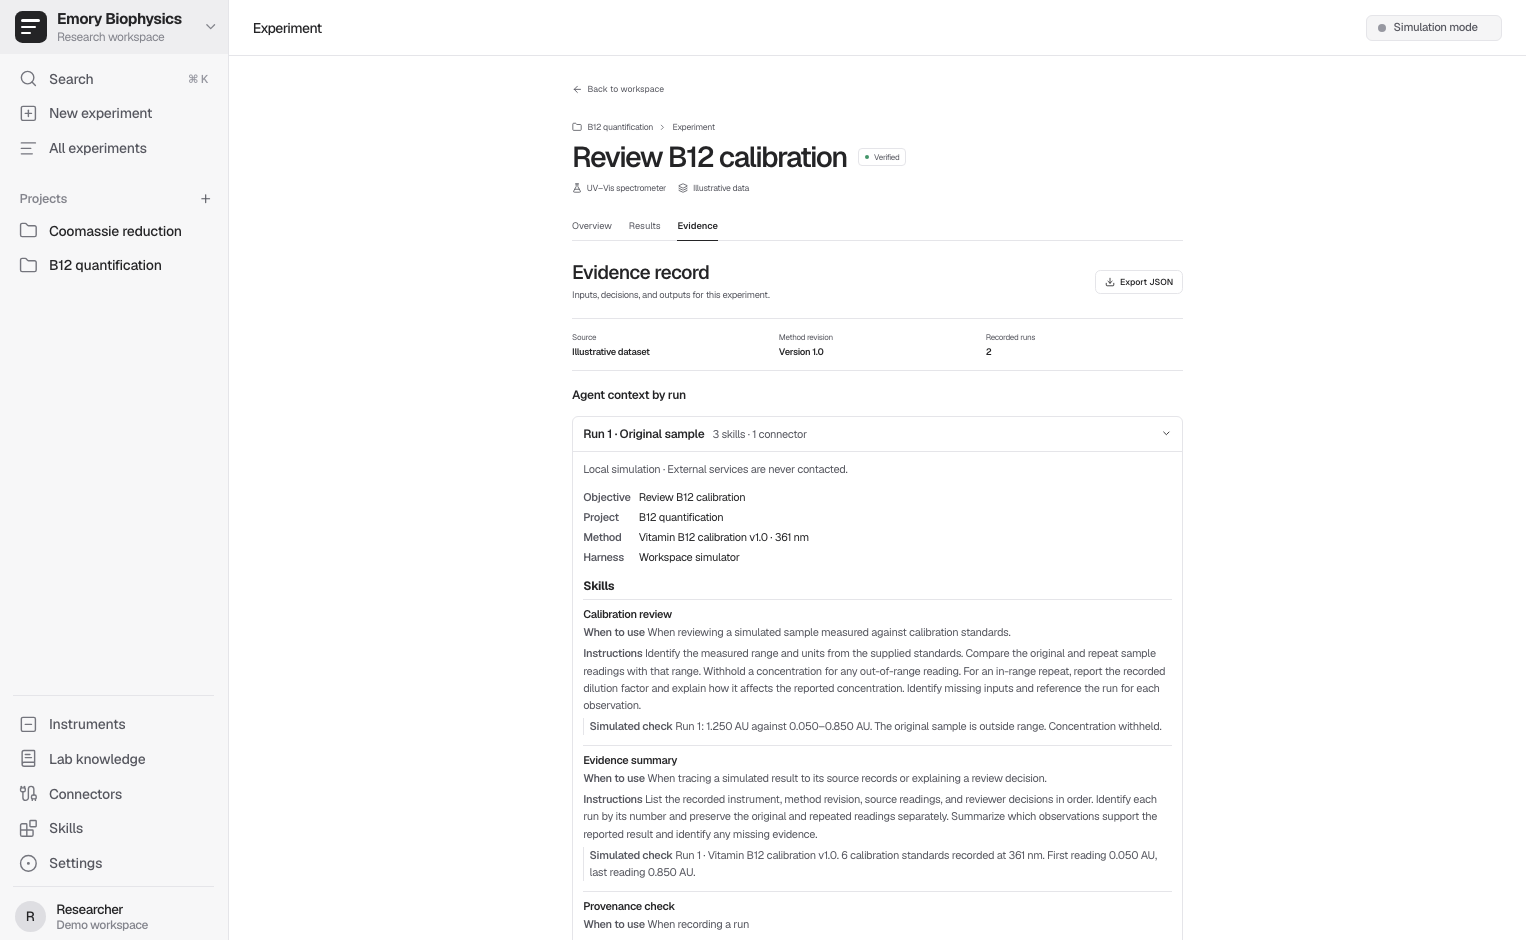 Emory Biophysics
Research workspace
Search ⌘ K
New experiment
All experiments
Projects +
Coomassie reduction
B12 quantification
Instruments
Lab knowledge
Connectors
Skills
Settings
R
Researcher
Demo workspace
Experiment
Simulation mode
Back to workspace
B12 quantification > Experiment
Review B12 calibration Verified
UV–Vis spectrometer Illustrative data
Overview Results Evidence
Evidence record
Inputs, decisions, and outputs for this experiment.
Export JSON
Source Method revision Recorded runs
Illustrative dataset Version 1.0 2
Agent context by run
Run 1 · Original sample 3 skills · 1 connector
Local simulation · External services are never contacted.
Objective Review B12 calibration
Project B12 quantification
Method Vitamin B12 calibration v1.0 · 361 nm
Harness Workspace simulator
Skills
Calibration review
When to use When reviewing a simulated sample measured against calibration standards.
Instructions Identify the measured range and units from the supplied standards. Compare the original and repeat sample
readings with that range. Withhold a concentration for any out-of-range reading. For an in-range repeat, report the recorded
dilution factor and explain how it affects the reported concentration. Identify missing inputs and reference the run for each
observation.
Simulated check Run 1: 1.250 AU against 0.050–0.850 AU. The original sample is outside range. Concentration withheld.
Evidence summary
When to use When tracing a simulated result to its source records or explaining a review decision.
Instructions List the recorded instrument, method revision, source readings, and reviewer decisions in order. Identify each
run by its number and preserve the original and repeated readings separately. Summarize which observations support the
reported result and identify any missing evidence.
Simulated check Run 1 · Vitamin B12 calibration v1.0. 6 calibration standards recorded at 361 nm. First reading 0.050 AU,
last reading 0.850 AU.
Provenance check
When to use When recording a run